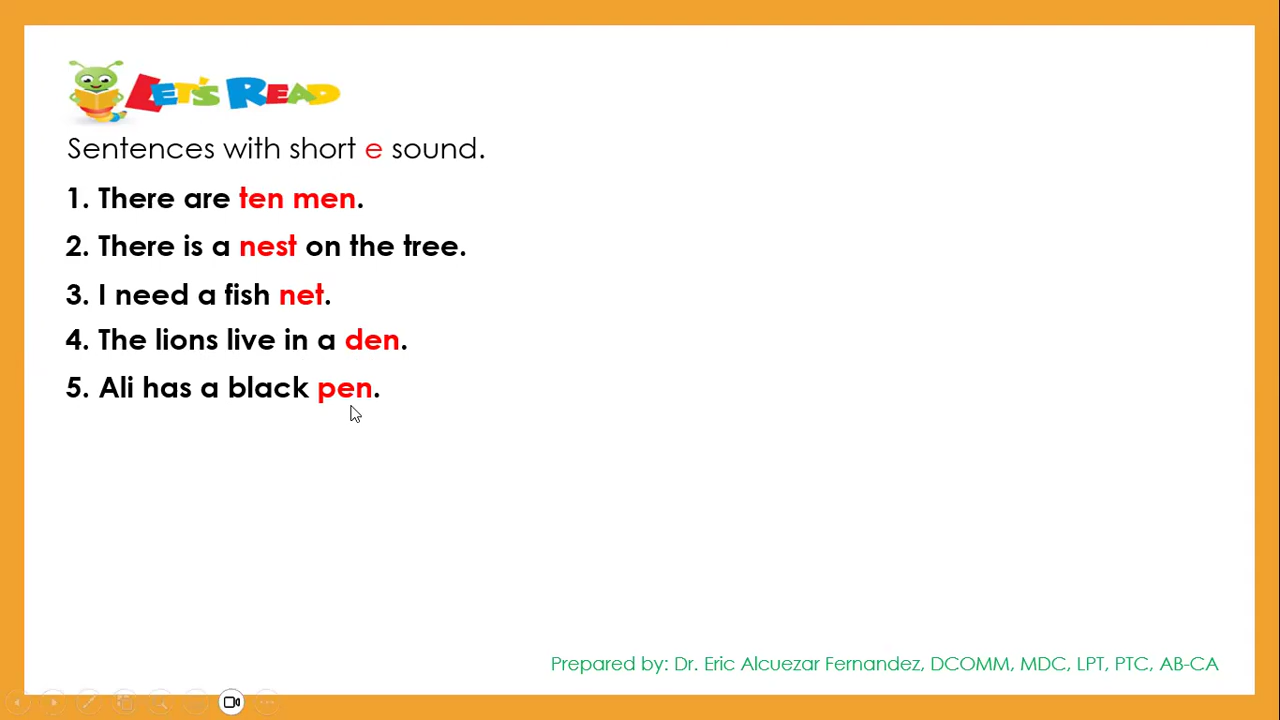 LET'S READ
Sentences with short e sound.
1. There are ten men.
2. There is a nest on the tree.
3. I need a fish net.
4. The lions live in a den.
5. Ali has a black pen.
Prepared by: Dr. Eric Alcuezar Fernandez, DCOMM, MDC, LPT, PTC, AB-CA